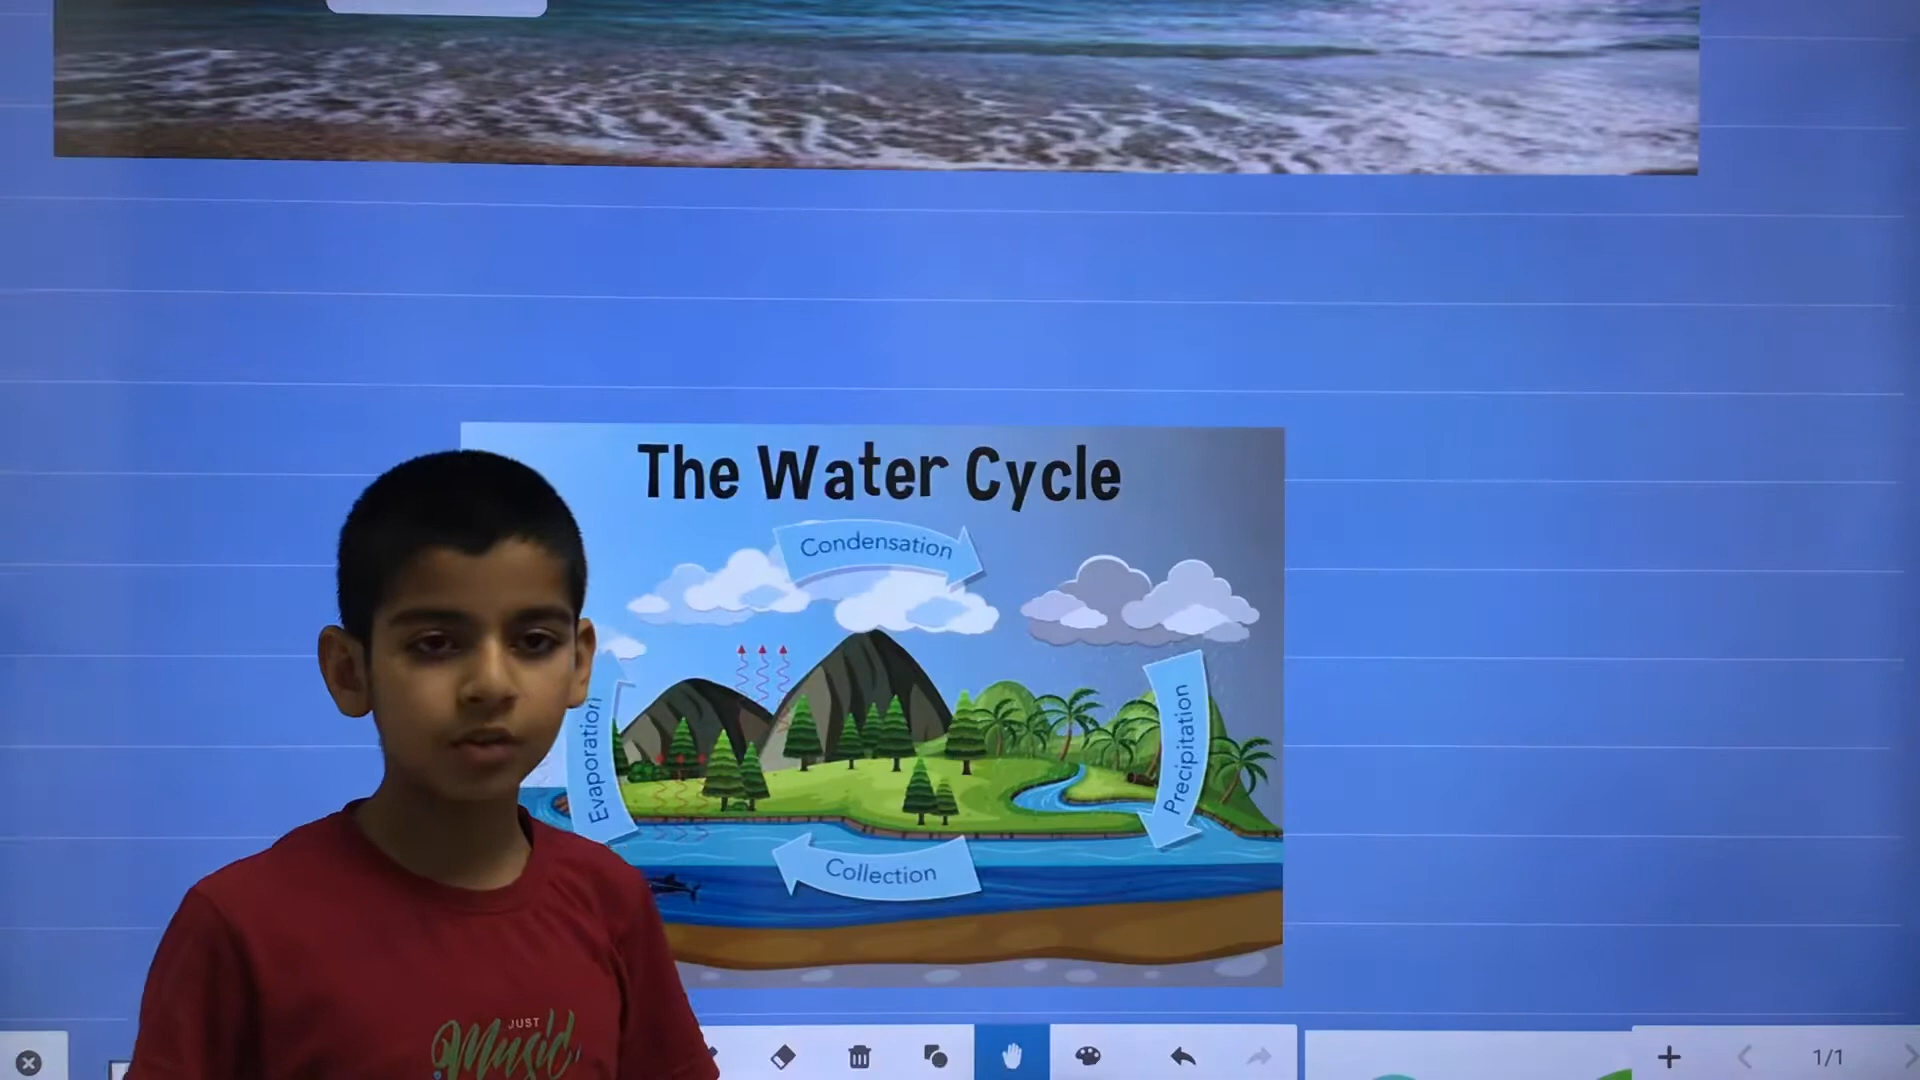 The Water Cycle
Condensation
Evaporation
Precipitation
Collection
JUST
Music
1/1